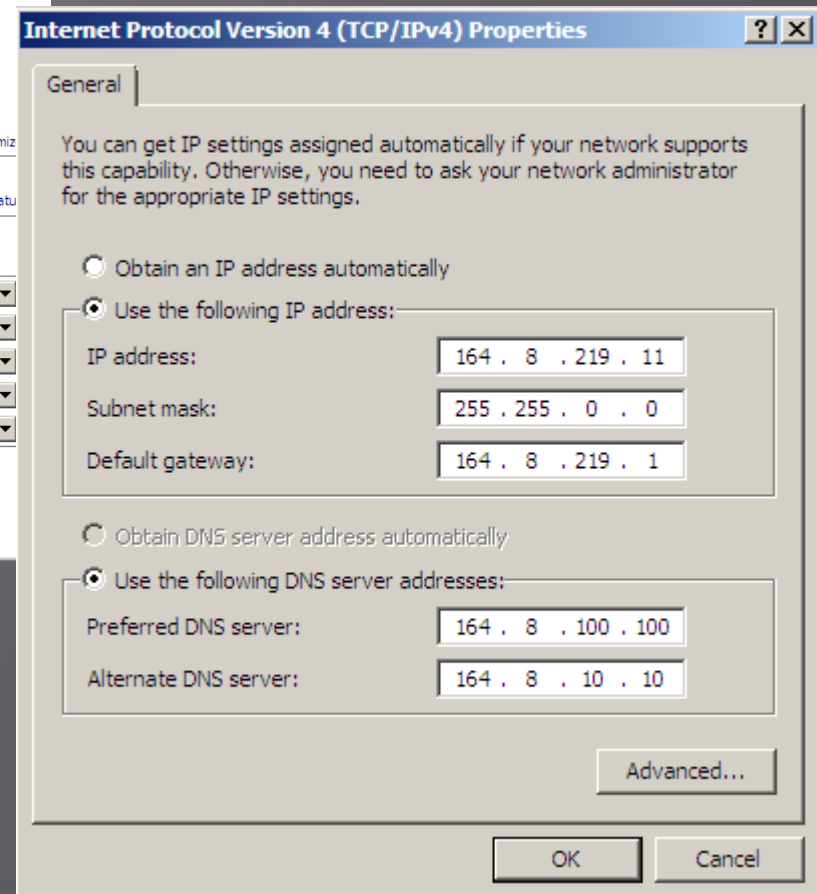 Internet Protocol Version 4 (TCP/IPv4) Properties
General
You can get IP settings assigned automatically if your network supports
this capability. Otherwise, you need to ask your network administrator
for the appropriate IP settings.
Obtain an IP address automatically
Use the following IP address:
IP address: 164 . 8 . 219 . 11
Subnet mask: 255 . 255 . 0 . 0
Default gateway: 164 . 8 . 219 . 1
Obtain DNS server address automatically
Use the following DNS server addresses:
Preferred DNS server: 164 . 8 . 100 . 100
Alternate DNS server: 164 . 8 . 10 . 10
Advanced...
OK Cancel